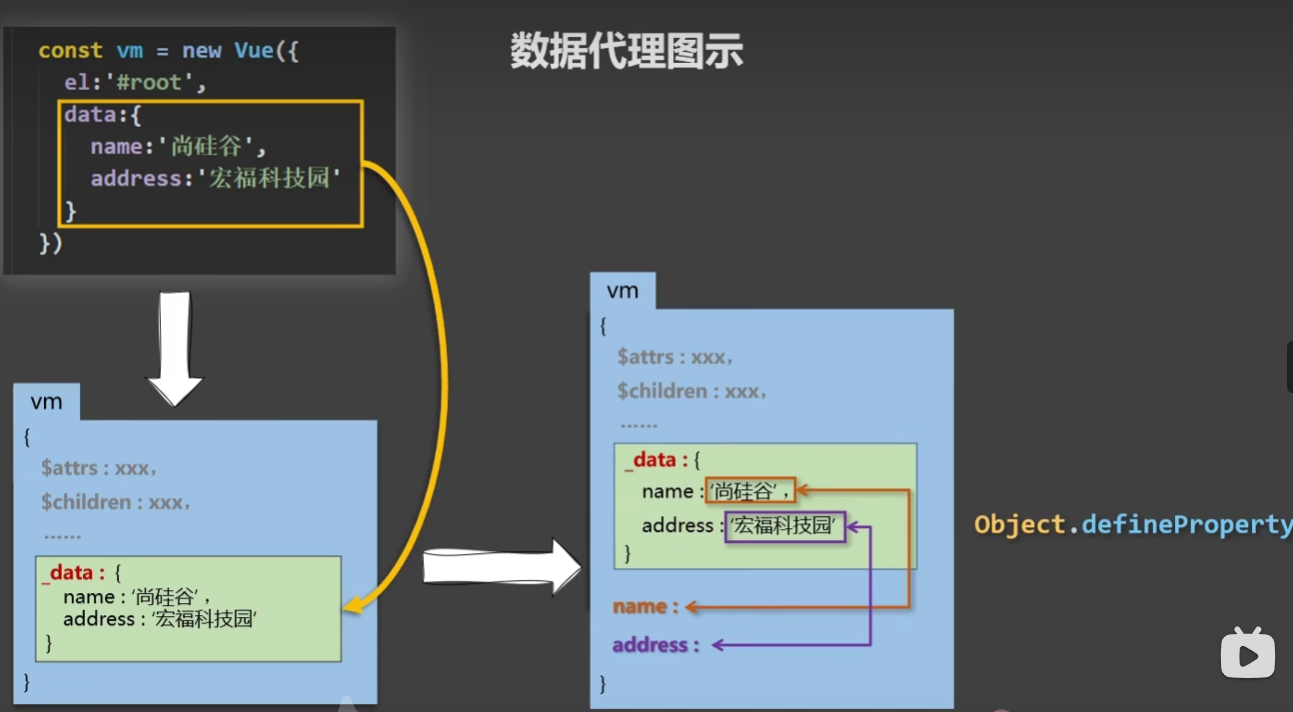 数据代理图示
const vm = new Vue({
el:'#root',
data:{
name:'尚硅谷',
address:'宏福科技园'
}
})
vm
{
$attrs : xxx,
$children : xxx,
……
_data : {
name : ‘尚硅谷’ ,
address : ‘宏福科技园’
}
}
vm
{
$attrs : xxx,
$children : xxx,
……
_data : {
name : ‘尚硅谷’ ,
address : ‘宏福科技园’
}
name :
address :
}
Object.defineProperty